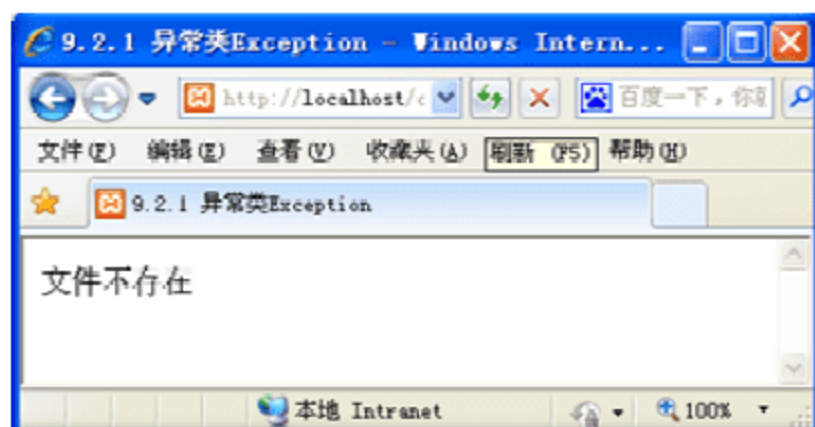 9.2.1 异常类Exception - Windows Intern...
http://localhost/c 百度一下，你
文件(F) 编辑(E) 查看(V) 收藏夹(A) 刷新 (F5) 帮助(H)
9.2.1 异常类Exception
文件不存在
本地 Intranet 100%